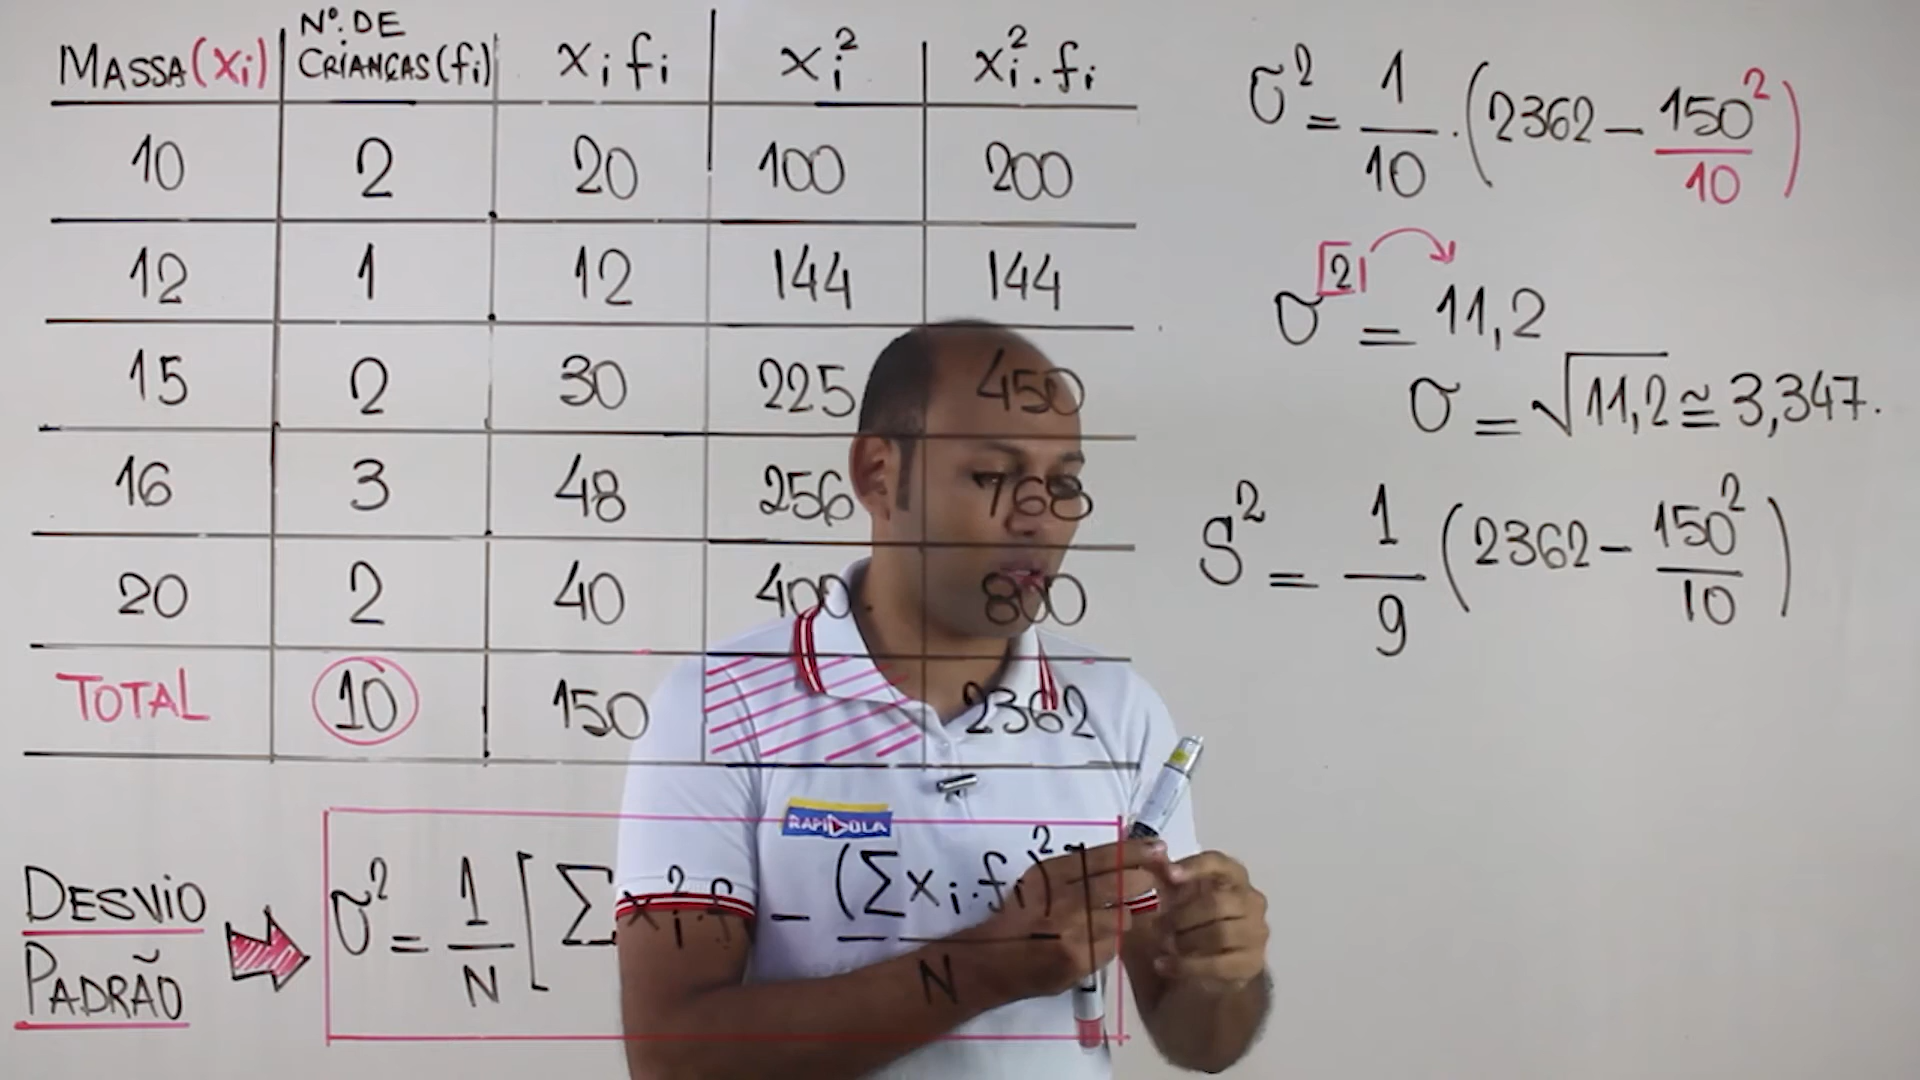 MASSA(xi) Nº. DE CRIANÇAS(fi) xi fi xi² xi².fi
10 2 20 100 200
12 1 12 144 144
15 2 30 225 450
16 3 48 256 768
20 2 40 400 800
TOTAL 10 150 2362
σ² = 1/10 . (2362 - 150²/10)
σ² = 11,2
σ = √11,2 ≅ 3,347.
S² = 1/9 (2362 - 150²/10)
DESVIO
PADRÃO
σ² = 1/N [∑xi².fi - (∑xi.fi)²/N]
RAPIDOLA